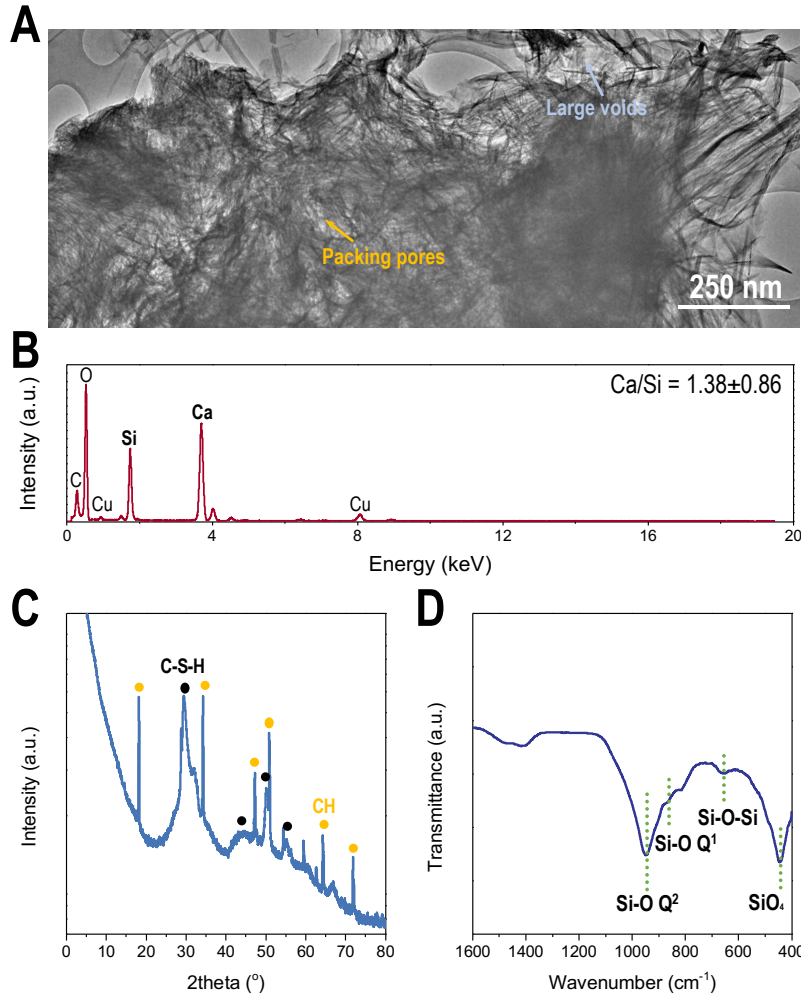 A
Large voids
Packing pores
250 nm
B
Intensity (a.u.)
O
C
Cu
Si
Ca
Cu
Ca/Si = 1.38±0.86
0 4 8 12 16 20
Energy (keV)
C
Intensity (a.u.)
C-S-H
CH
0 10 20 30 40 50 60 70 80
2theta (°)
D
Transmittance (a.u.)
Si-O-Si
Si-O Q¹
Si-O Q²
SiO₄
1600 1200 1000 800 600 400
Wavenumber (cm⁻¹)